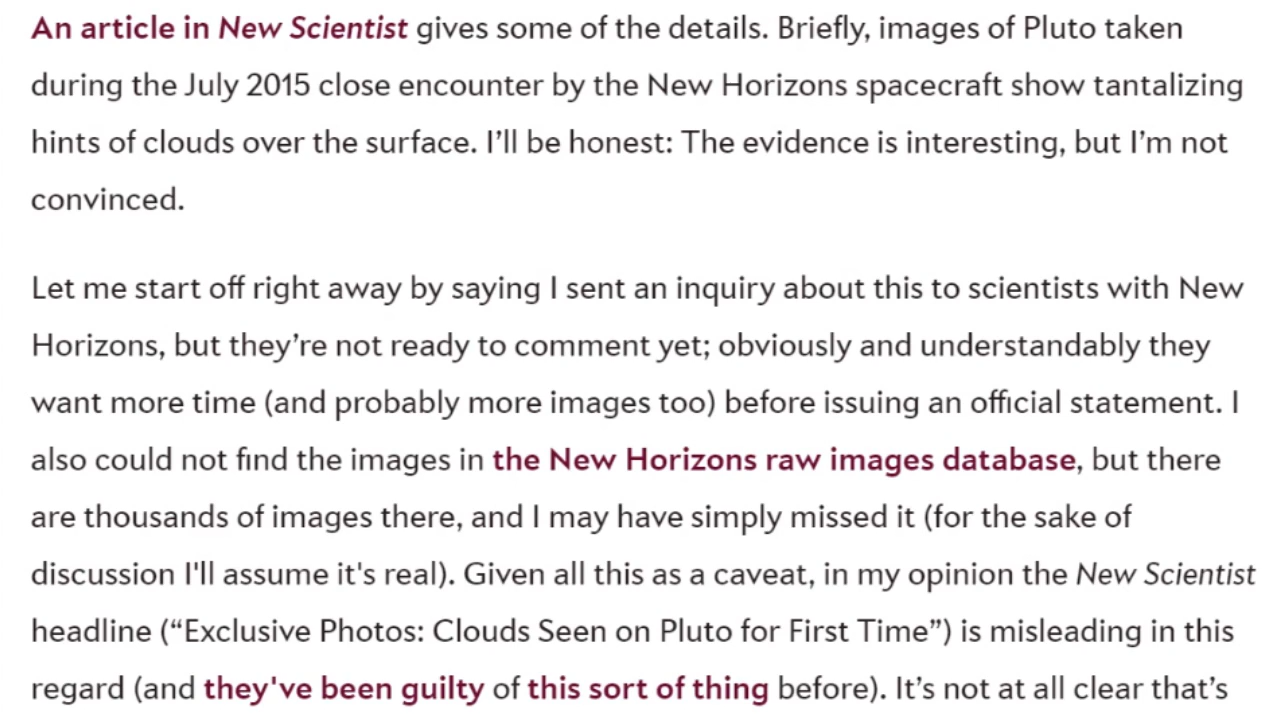 An article in New Scientist gives some of the details. Briefly, images of Pluto taken
during the July 2015 close encounter by the New Horizons spacecraft show tantalizing
hints of clouds over the surface. I’ll be honest: The evidence is interesting, but I’m not
convinced.
Let me start off right away by saying I sent an inquiry about this to scientists with New
Horizons, but they’re not ready to comment yet; obviously and understandably they
want more time (and probably more images too) before issuing an official statement. I
also could not find the images in the New Horizons raw images database, but there
are thousands of images there, and I may have simply missed it (for the sake of
discussion I'll assume it's real). Given all this as a caveat, in my opinion the New Scientist
headline (“Exclusive Photos: Clouds Seen on Pluto for First Time”) is misleading in this
regard (and they've been guilty of this sort of thing before). It’s not at all clear that’s